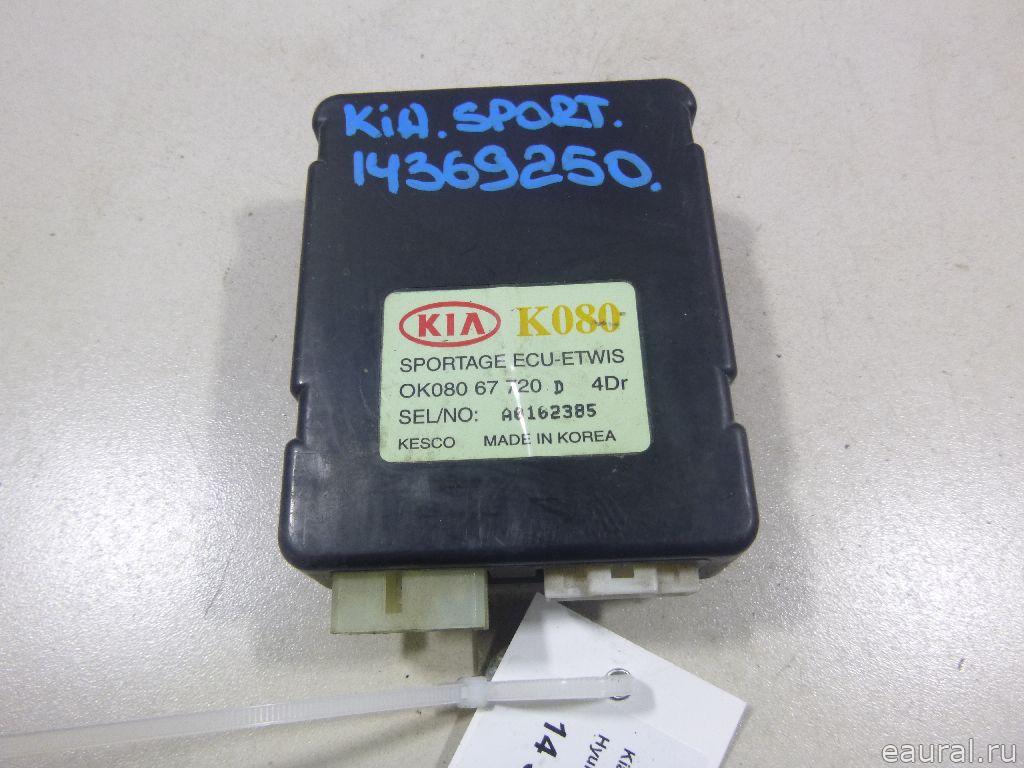 KiA. SPORT.
14369250.
KIA K080
SPORTAGE ECU-ETWIS
OK080 67 720 D 4Dr
SEL/NO: A0162385
KESCO MADE IN KOREA
14
eaural.ru